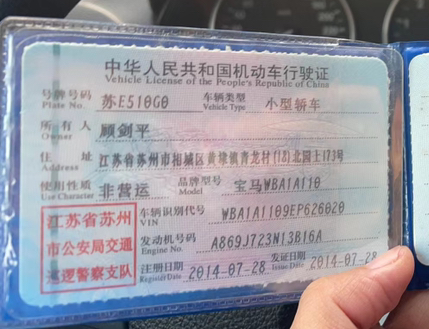 中华人民共和国机动车行驶证
Vehicle License of the People's Republic of China
号牌号码 Plate No. 苏E510G0 车辆类型 Vehicle Type 小型轿车
所有人 Owner 顾剑平
住址 Address 江苏省苏州市相城区黄埭镇青龙村(18)北国上173号
使用性质 Use Character 非营运 品牌型号 Model 宝马WBA1A110
江苏省苏州
市公安局交通
巡逻警察支队
车辆识别代号 VIN WBA1A1109EP626020
发动机号码 Engine No. A869J723N13B16A
注册日期 Register Date 2014-07-28 发证日期 Issue Date 2014-07-28